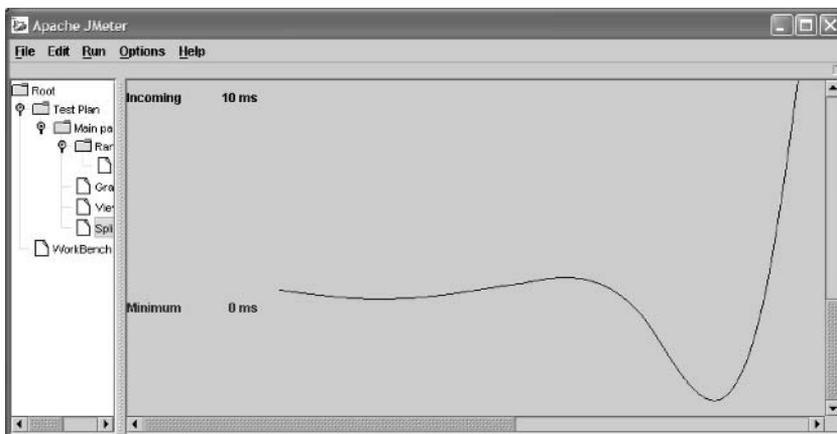 Apache JMeter
File Edit Run Options Help
Root
Test Plan
Main pa
Ran
Gra
Vie
Spli
WorkBench
Incoming 10 ms
Minimum 0 ms